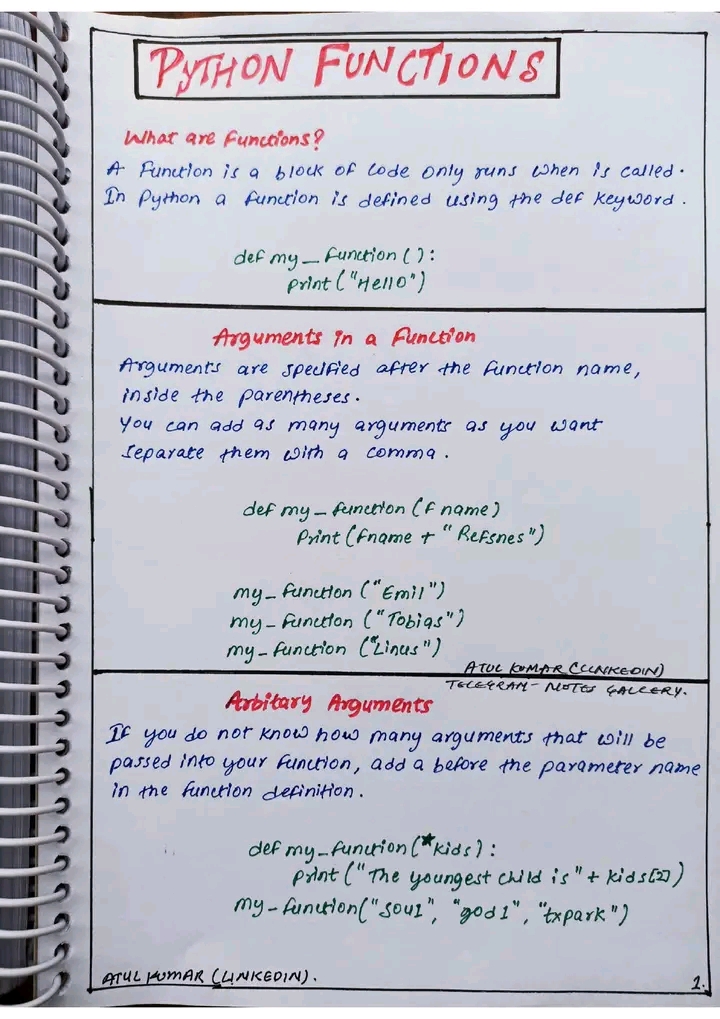 PYTHON FUNCTIONS
What are Functions?
A Function is a block of code only runs when is called.
In Python a function is defined using the def keyword.
def my_function():
print("Hello")
Arguments in a Function
Arguments are specified after the function name,
inside the parentheses.
You can add as many arguments as you want
separate them with a comma.
def my_function(fname)
Print(fname + "Refsnes")
my_function("Emil")
my_function("Tobias")
my_function("Linus")
ATUL KUMAR (LINKEDIN)
TELEGRAM - NOTES GALLERY.
Arbitary Arguments
If you do not know how many arguments that will be
passed into your function, add a before the parameter name
in the function definition.
def my_function(*kids):
print("The youngest child is" + kids[2])
my_function("soul", "god1", "txpark")
ATUL KUMAR (LINKEDIN).
1.